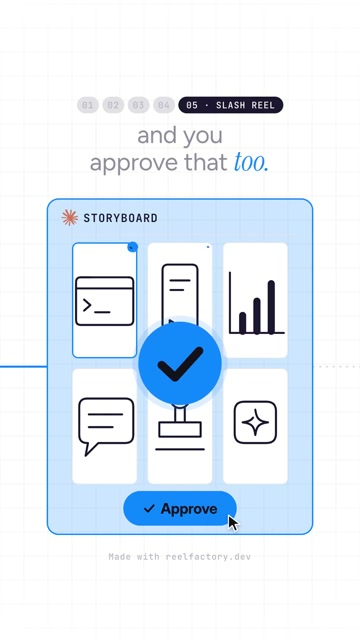 01 02 03 04 05 · SLASH REEL
and you
approve that too.
STORYBOARD
Approve
Made with reelfactory.dev